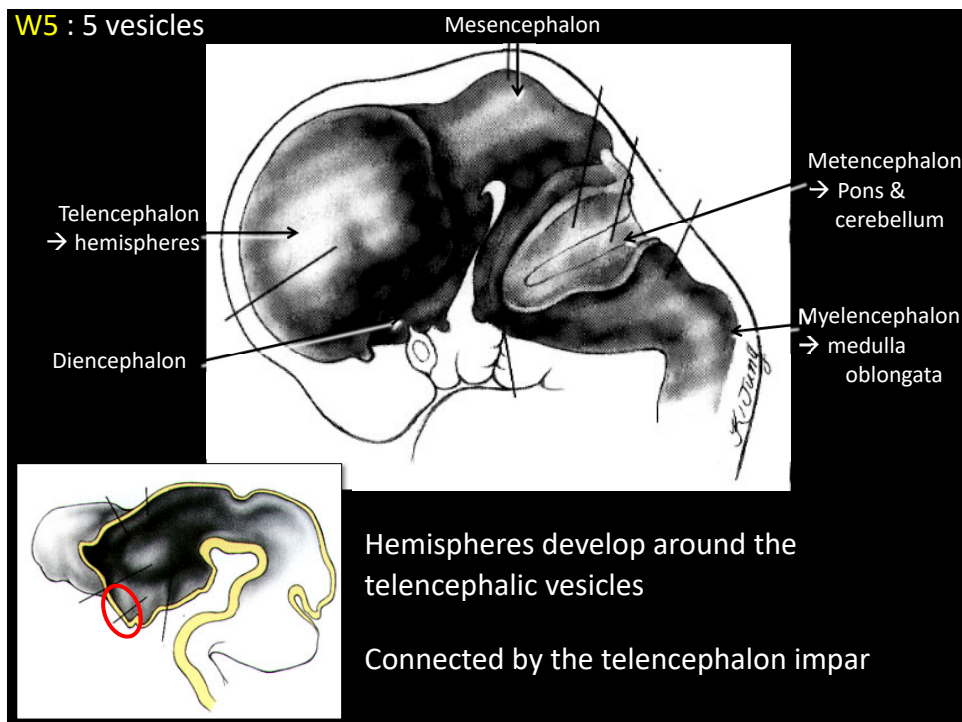 W5 : 5 vesicles
Mesencephalon
Metencephalon
→ Pons &
cerebellum
Telencephalon
→ hemispheres
Diencephalon
Myelencephalon
→ medulla
oblongata
Hemispheres develop around the
telencephalic vesicles
Connected by the telencephalon impar